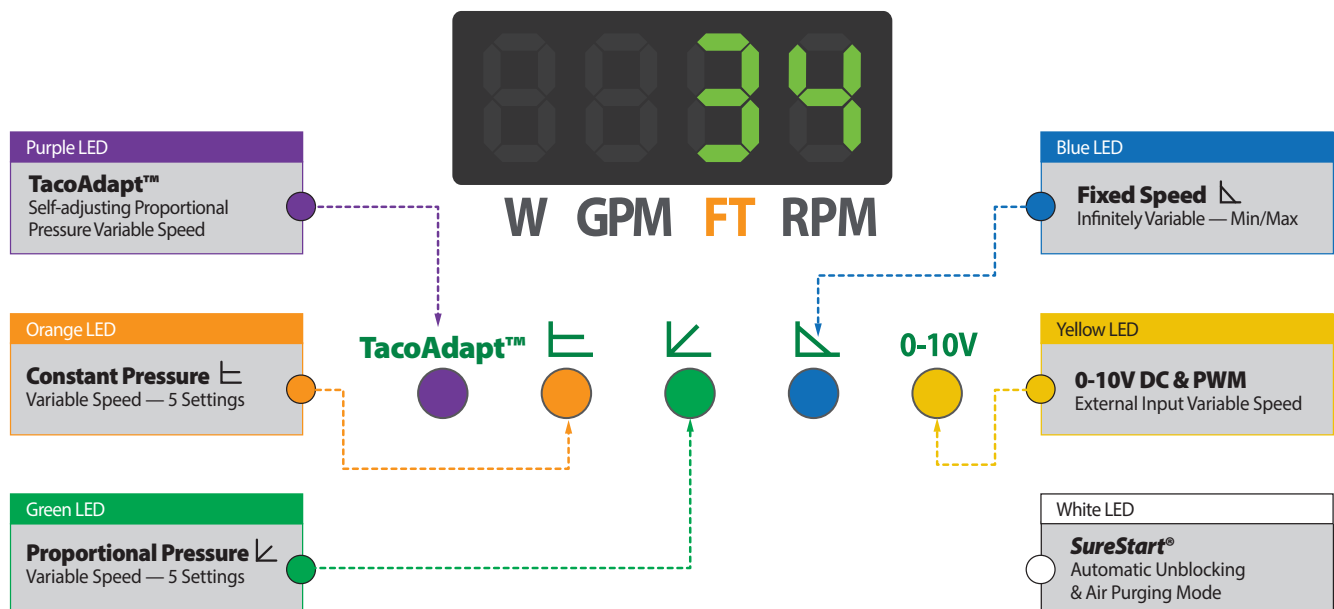 34
W GPM FT RPM
Purple LED
TacoAdapt™
Self-adjusting Proportional
Pressure Variable Speed
Blue LED
Fixed Speed
Infinitely Variable — Min/Max
Orange LED
Constant Pressure
Variable Speed — 5 Settings
TacoAdapt™
0-10V
Yellow LED
0-10V DC & PWM
External Input Variable Speed
Green LED
Proportional Pressure
Variable Speed — 5 Settings
White LED
SureStart®
Automatic Unblocking
& Air Purging Mode